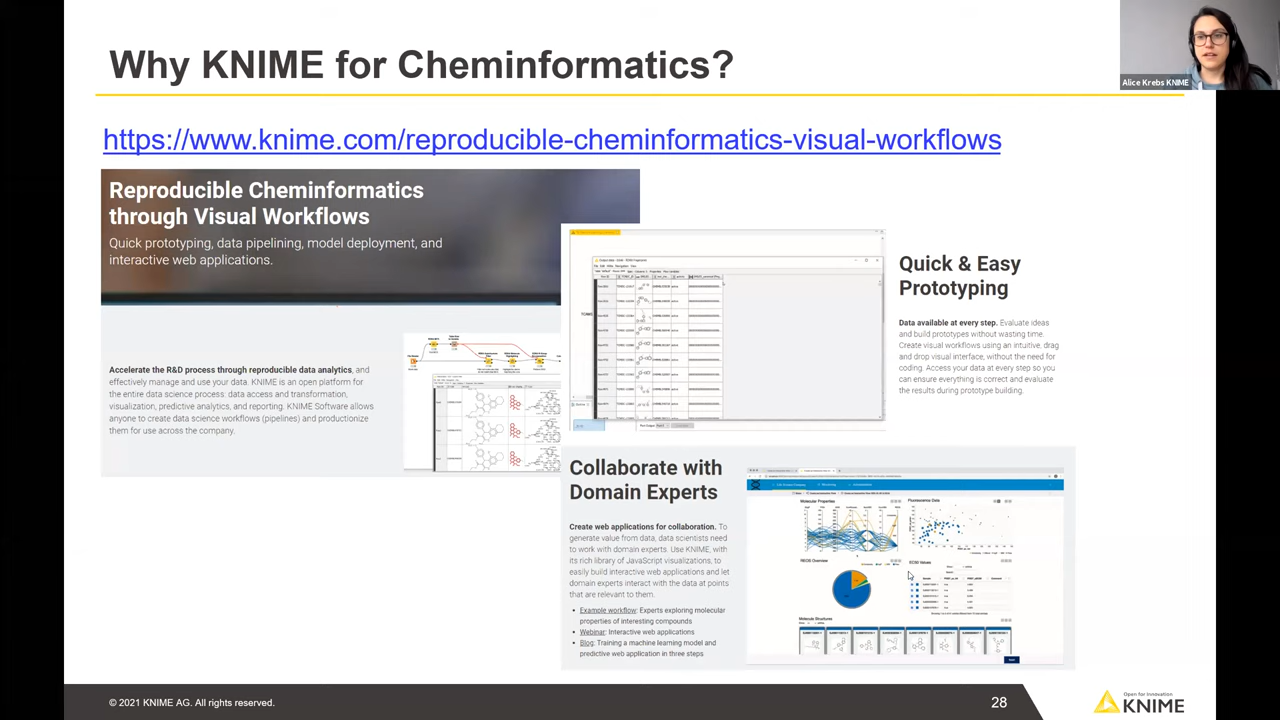 Why KNIME for Cheminformatics?
Alice Krebs KNIME
https://www.knime.com/reproducible-cheminformatics-visual-workflows
Reproducible Cheminformatics
through Visual Workflows
Quick prototyping, data pipelining, model deployment, and
interactive web applications.
Accelerate the R&D process through reproducible data analytics, and
effectively manage and use your data. KNIME is an open platform for
the entire data science process: data access and transformation,
visualization, predictive analytics, and reporting. KNIME Software allows
anyone to create data science workflows (pipelines) and productionize
them for use across the company.
Quick & Easy
Prototyping
Data available at every step. Evaluate ideas
and build prototypes without wasting time.
Create visual workflows using an intuitive, drag
and drop visual interface, without the need for
coding. Access your data at every step so you
can ensure everything is correct and evaluate
the results during prototype building.
Collaborate with
Domain Experts
Create web applications for collaboration. To
generate value from data, data scientists
need to work with domain experts. Use KNIME, with
its rich library of JavaScript visualizations, to
easily build interactive web applications and let
domain experts interact with the data at points
that are relevant to them.
• Example workflow: Experts exploring molecular
properties of interesting compounds
• Webinar: Interactive web applications
• Blog: Training a machine learning model and
predictive web application in three steps
Molecular Properties
Fluorescence Data
EC50 Values
Molecule Structures
© 2021 KNIME AG. All rights reserved.
28
Open for Innovation
KNIME